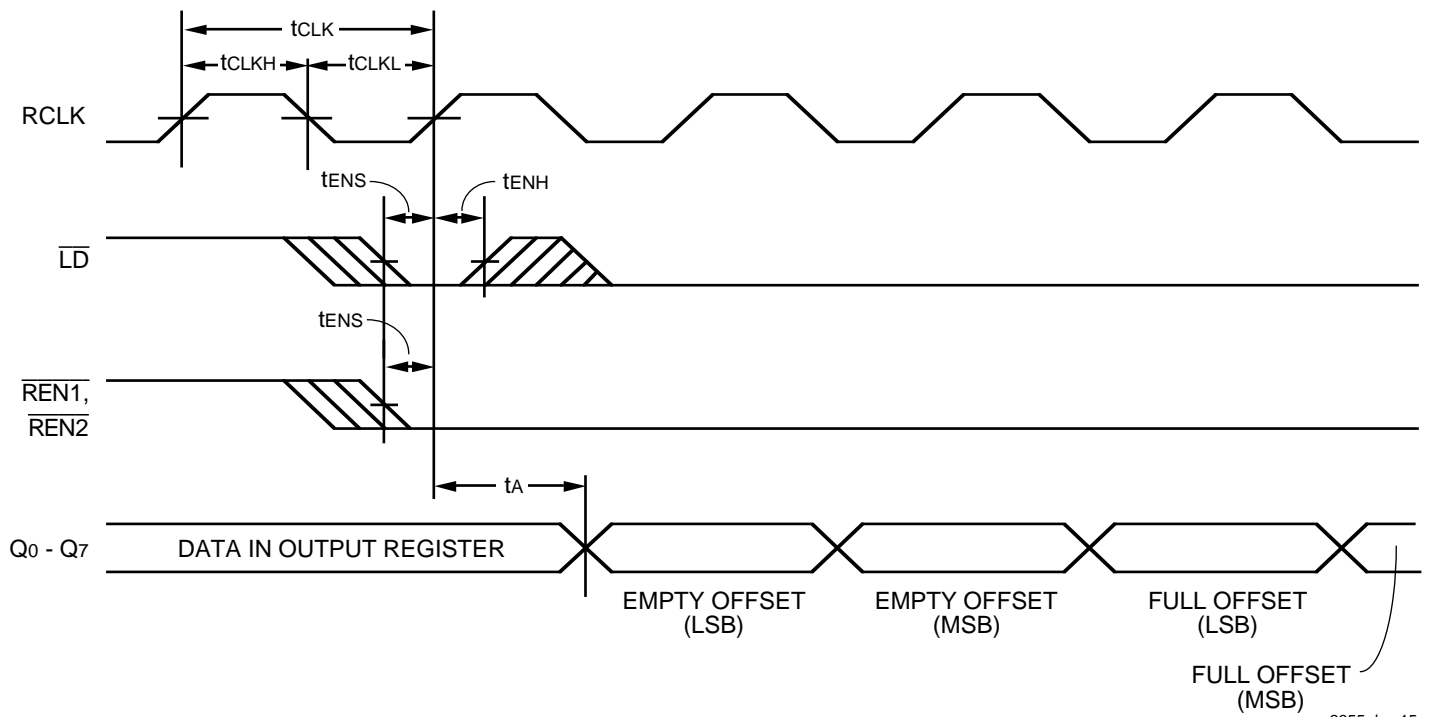 tCLK
tCLKH
tCLKL
RCLK
tENS
tENH
LD
tENS
REN1,
REN2
tA
Q0 - Q7
DATA IN OUTPUT REGISTER
EMPTY OFFSET
(LSB)
EMPTY OFFSET
(MSB)
FULL OFFSET
(LSB)
FULL OFFSET
(MSB)